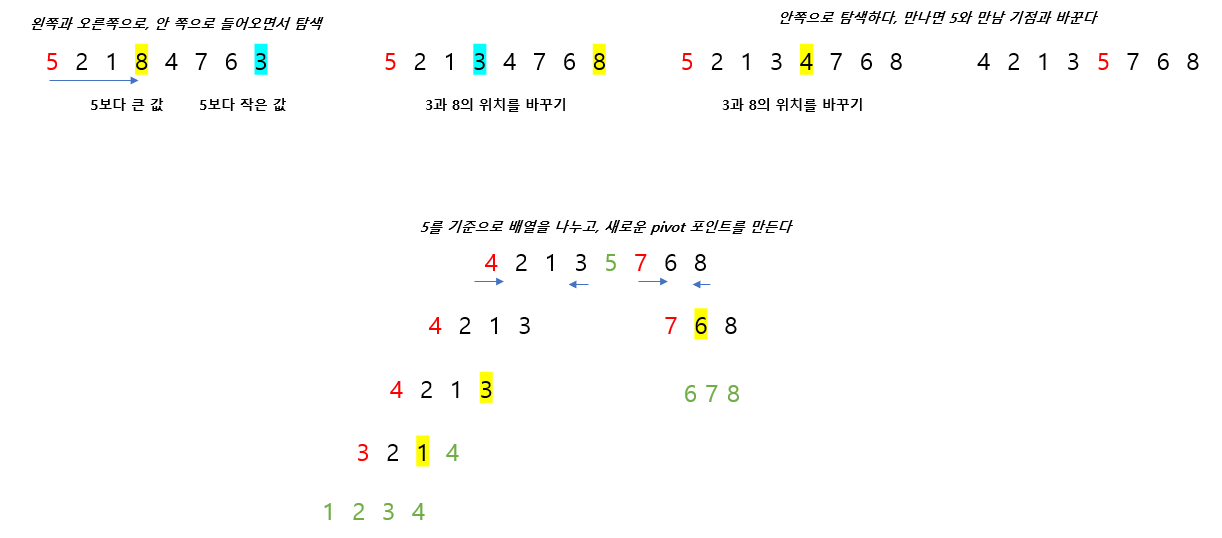 왼쪽과 오른쪽으로, 안 쪽으로 들어오면서 탐색
안쪽으로 탐색하다, 만나면 5와 만남 기점과 바꾼다
5 2 1 8 4 7 6 3
5 2 1 3 4 7 6 8
5 2 1 3 4 7 6 8
4 2 1 3 5 7 6 8
5보다 큰 값
5보다 작은 값
3과 8의 위치를 바꾸기
3과 8의 위치를 바꾸기
5를 기준으로 배열을 나누고, 새로운 pivot 포인트를 만든다
4 2 1 3 5 7 6 8
4 2 1 3
7 6 8
4 2 1 3
6 7 8
3 2 1 4
1 2 3 4